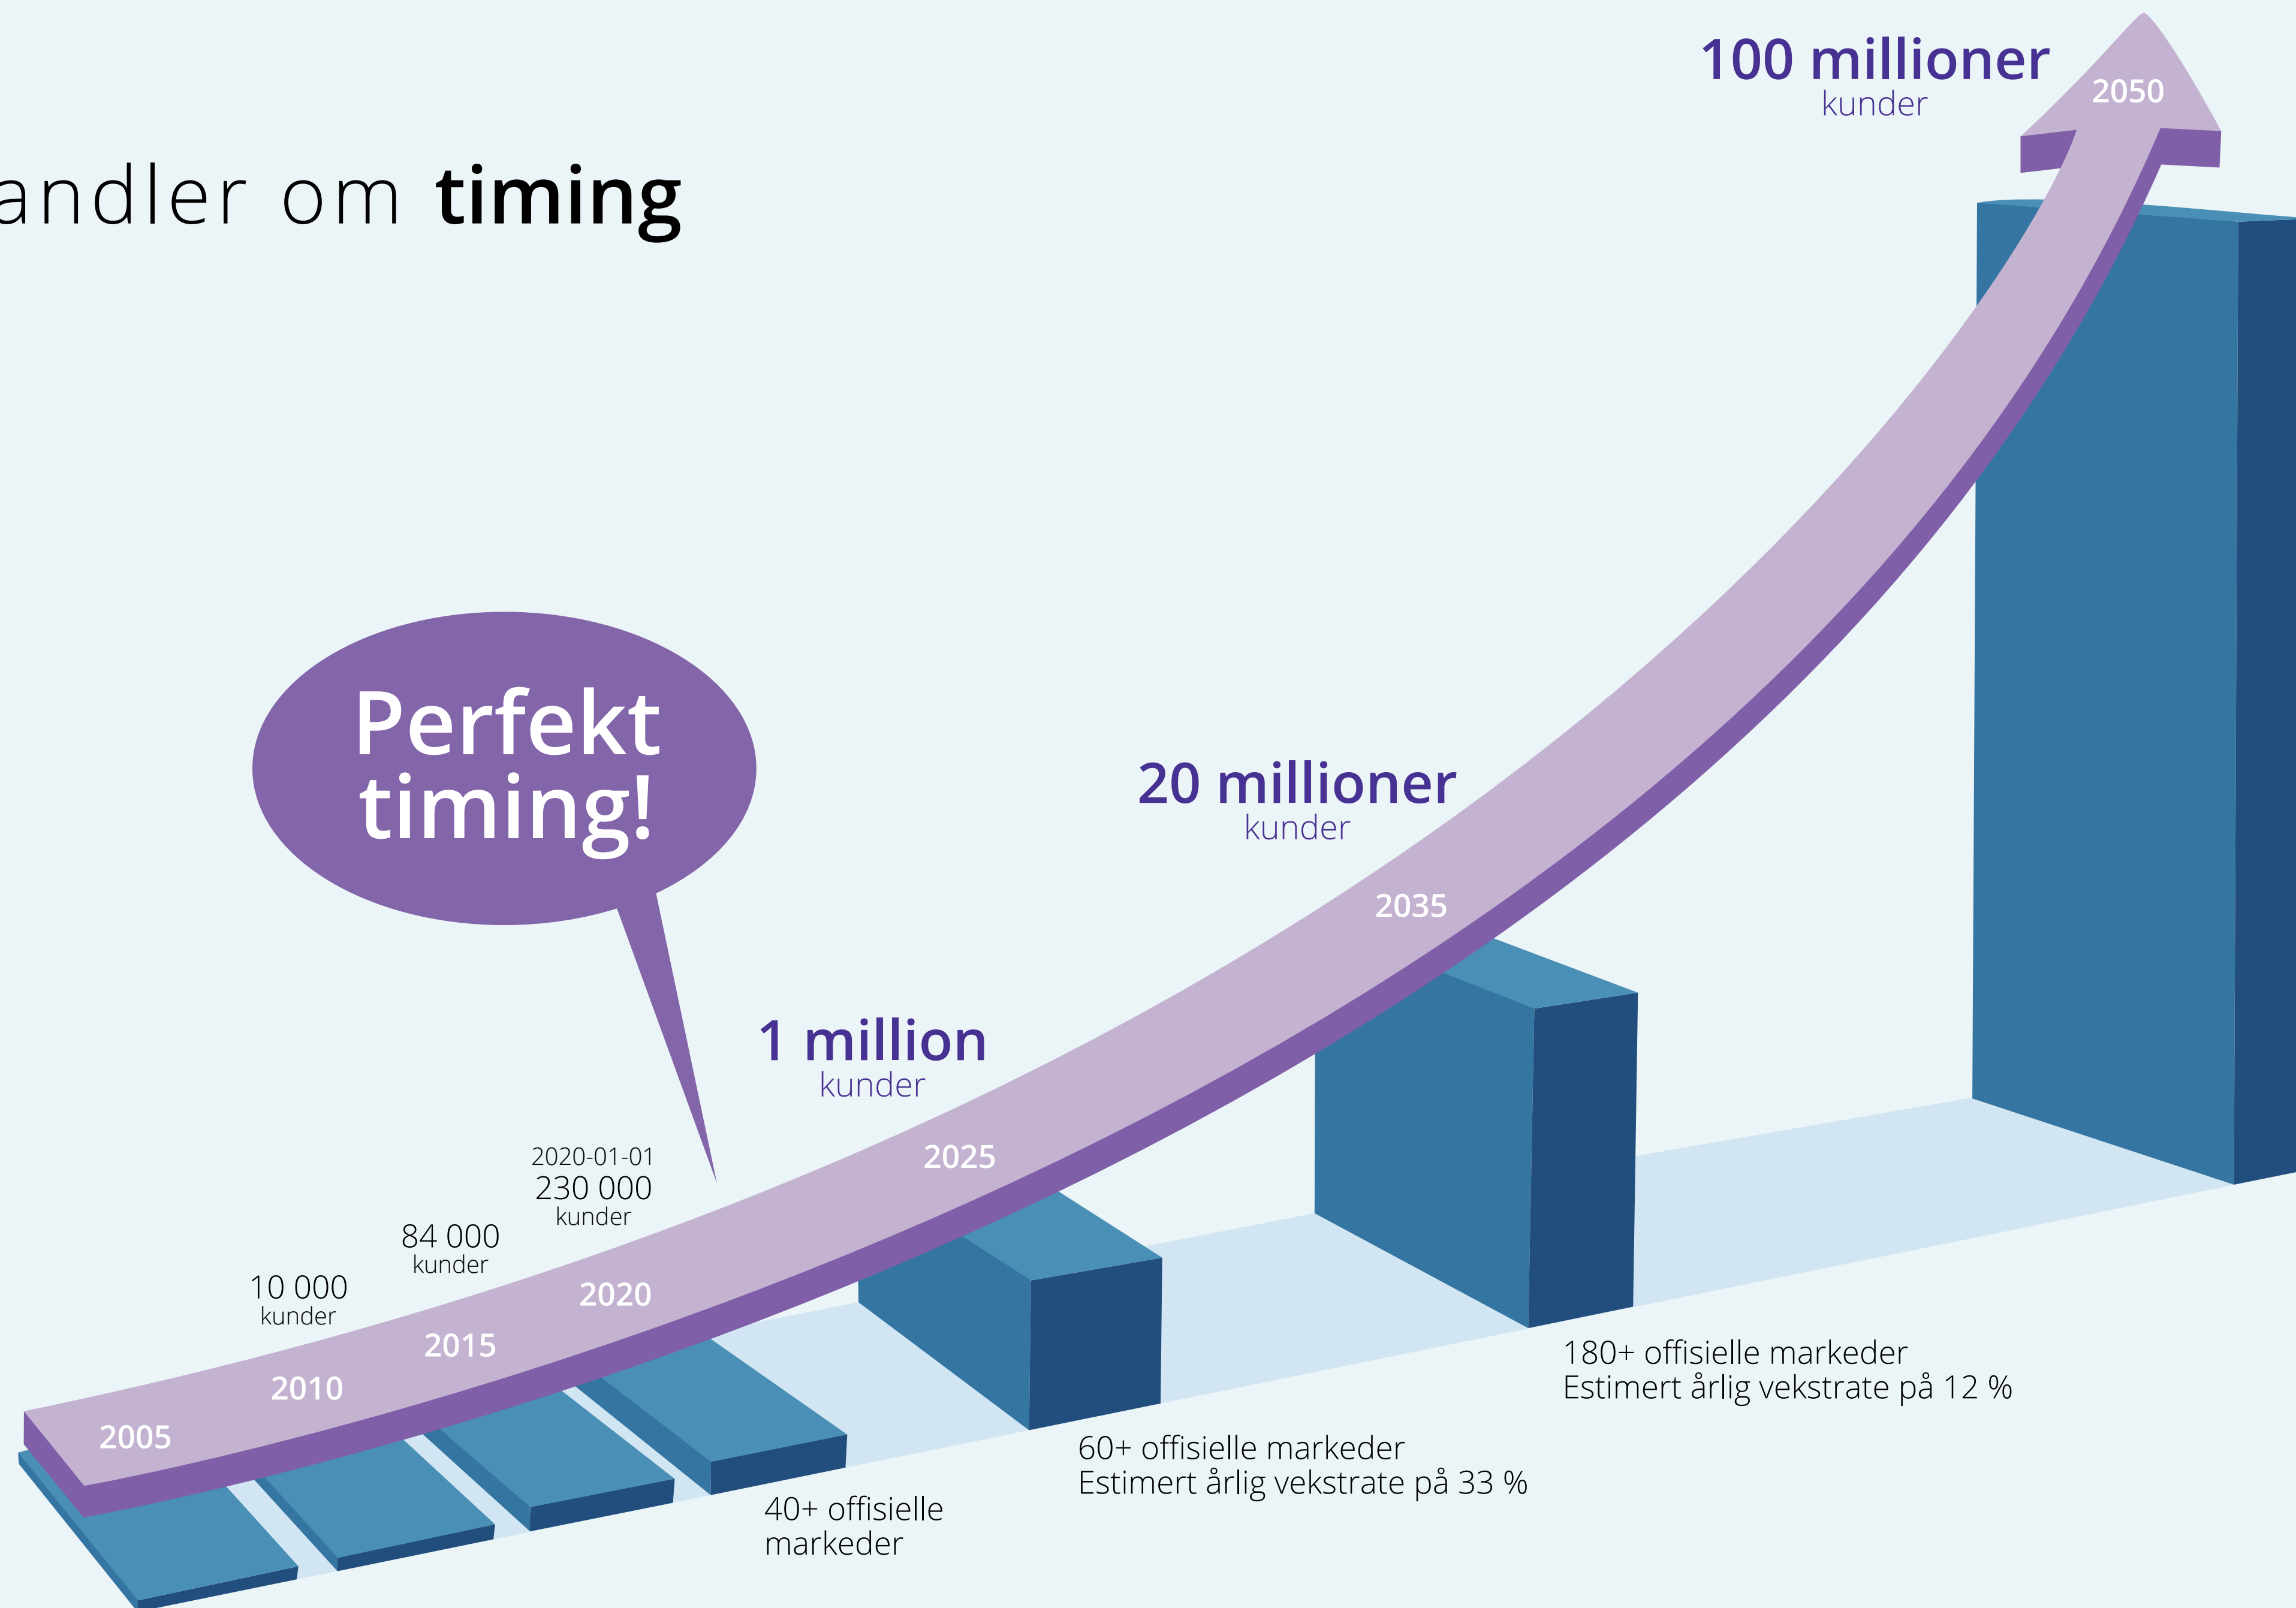 andler om timing
100 millioner
kunder
2050
Perfekt
timing!
20 millioner
kunder
2035
1 million
kunder
2025
2020-01-01
230 000
kunder
2020
84 000
kunder
2015
10 000
kunder
2010
2005
180+ offisielle markeder
Estimert årlig vekstrate på 12 %
60+ offisielle markeder
Estimert årlig vekstrate på 33 %
40+ offisielle
markeder